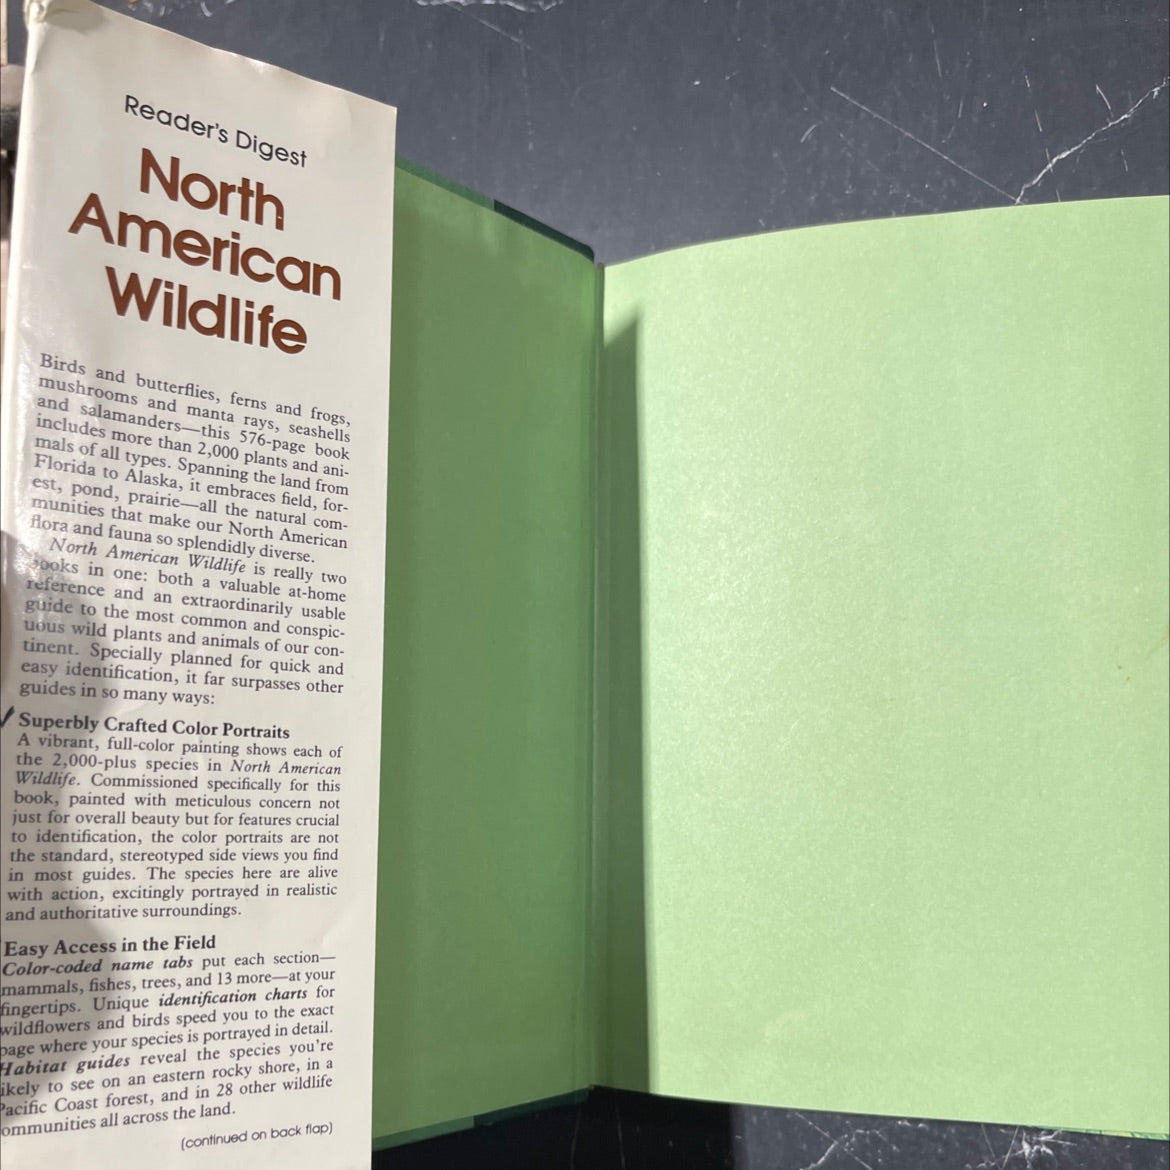 Reader's Digest
North
American
Wildlife
Birds and butterflies, ferns and frogs,
mushrooms and manta rays, seashells
and salamanders—this 576-page book
includes more than 2,000 plants and ani-
mals of all types. Spanning the land from
Florida to Alaska, it embraces field, for-
est, pond, prairie—all the natural com-
munities that make our North American
flora and fauna so splendidly diverse.
North American Wildlife is really two
books in one: both a valuable at-home
reference and an extraordinarily usable
guide to the most common and conspic-
uous wild plants and animals of our con-
tinent. Specially planned for quick and
easy identification, it far surpasses other
guides in so many ways:
✓ Superbly Crafted Color Portraits
A vibrant, full-color painting shows each of
the 2,000-plus species in North American
Wildlife. Commissioned specifically for this
book, painted with meticulous concern not
just for overall beauty but for features crucial
to identification, the color portraits are not
the standard, stereotyped side views you find
in most guides. The species here are alive
with action, excitingly portrayed in realistic
and authoritative surroundings.
Easy Access in the Field
Color-coded name tabs put each section—
mammals, fishes, trees, and 13 more—at your
fingertips. Unique identification charts for
wildflowers and birds speed you to the exact
page where your species is portrayed in detail.
Habitat guides reveal the species you're
likely to see on an eastern rocky shore, in a
Pacific Coast forest, and in 28 other wildlife
ommunities all across the land.
(continued on back flap)